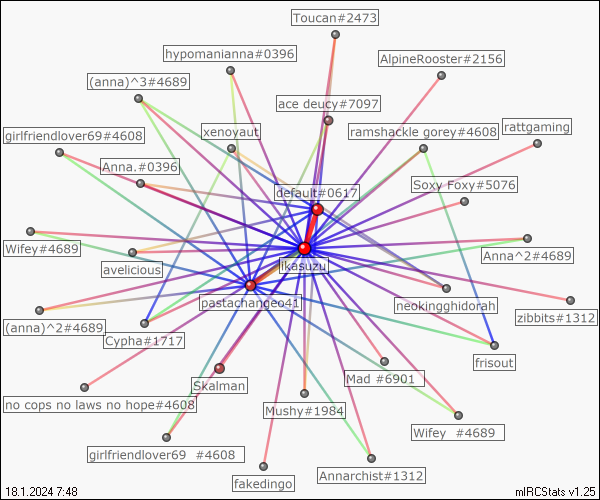 Toucan#2473
hypomanianna#0396
AlpineRooster#2156
(anna)^3#4689
ace deucy#7097
xenoyaut
ramshackle gorey#4608
rattgaming
girlfriendlover69#4608
Anna.#0396
default#0617
Soxy Foxy#5076
Wifey#4689
avelicious
ikasuzu
Anna^2#4689
pastachandeo41
neokingghidorah
zibbits#1312
(anna)^2#4689
Cypha#1717
frisout
Skalman
Mad #6901
no cops no laws no hope#4608
Mushy#1984
Wifey #4689
girlfriendlover69 #4608
Annarchist#1312
fakedingo
18.1.2024 7:48
mIRCStats v1.25